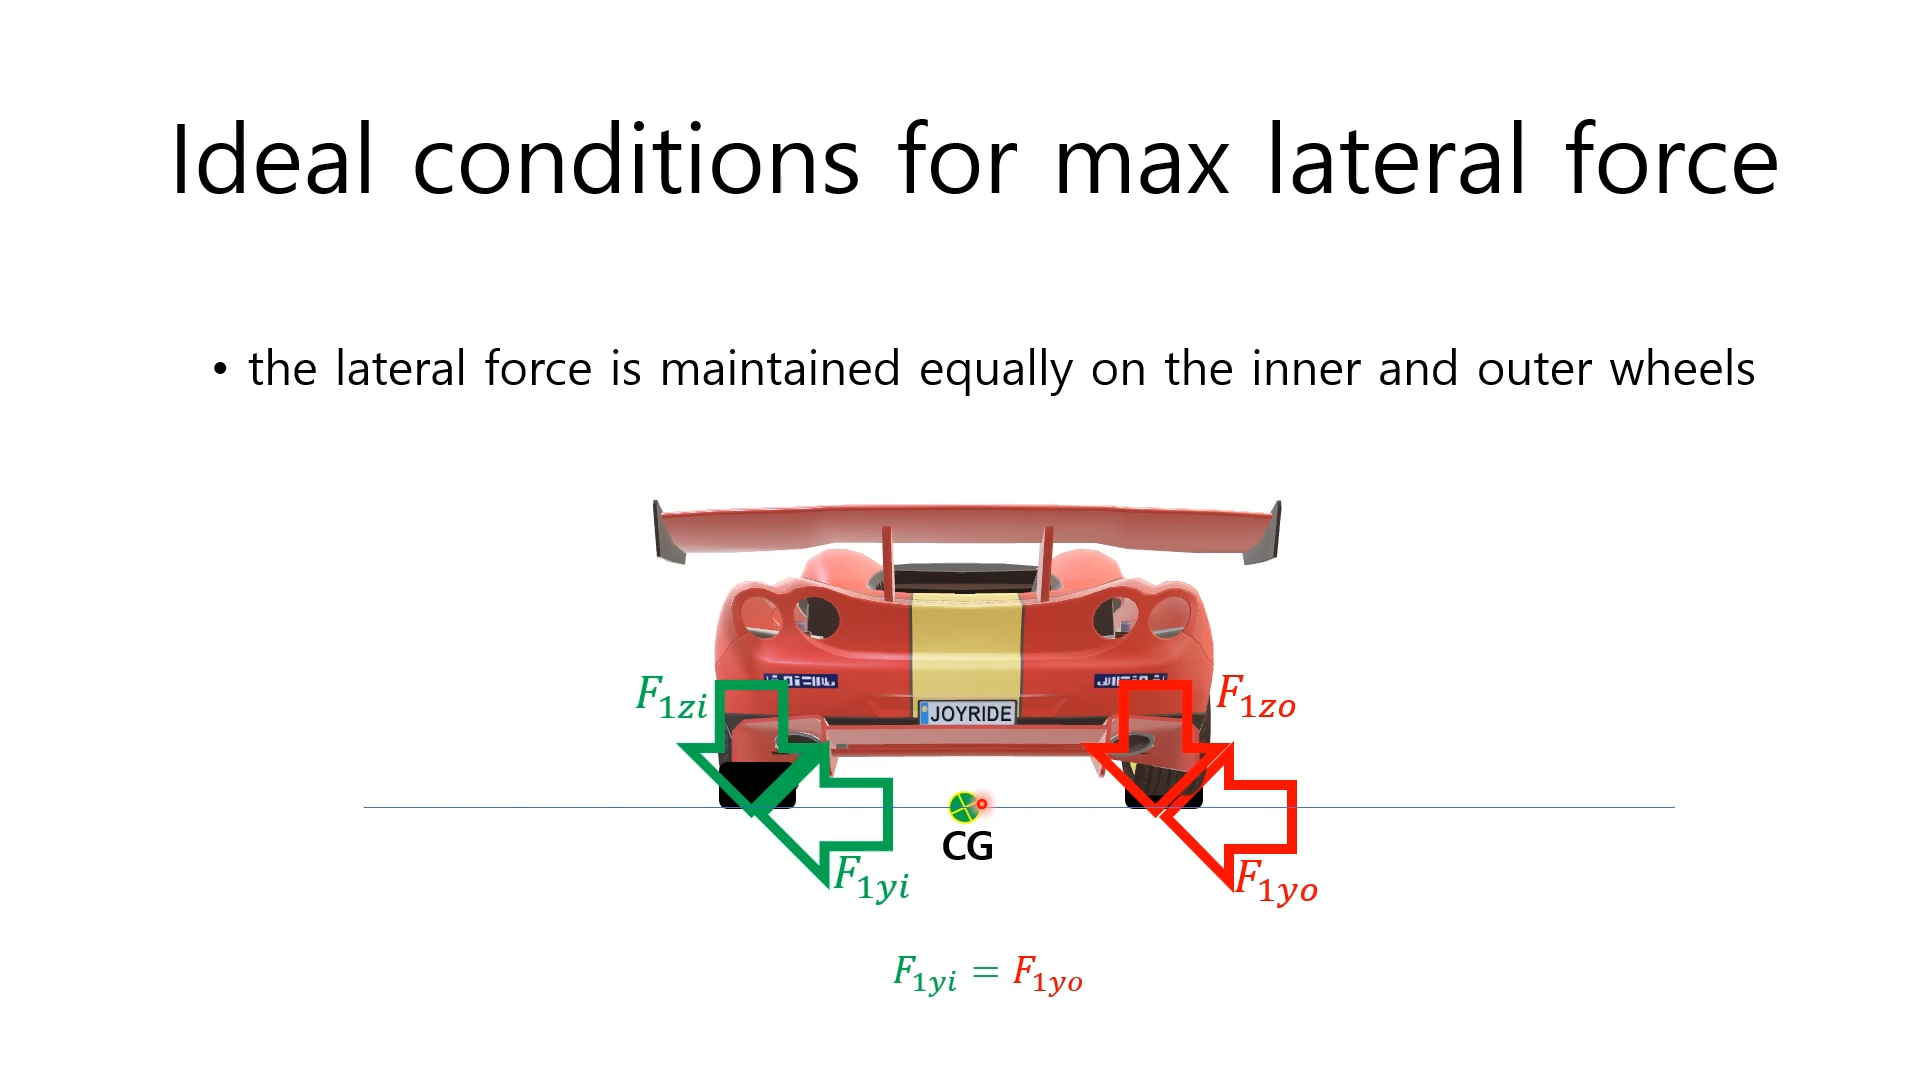 Ideal conditions for max lateral force
• the lateral force is maintained equally on the inner and outer wheels
F1zi
F1zo
JOYRIDE
CG
F1yi
F1yo
F1yi = F1yo